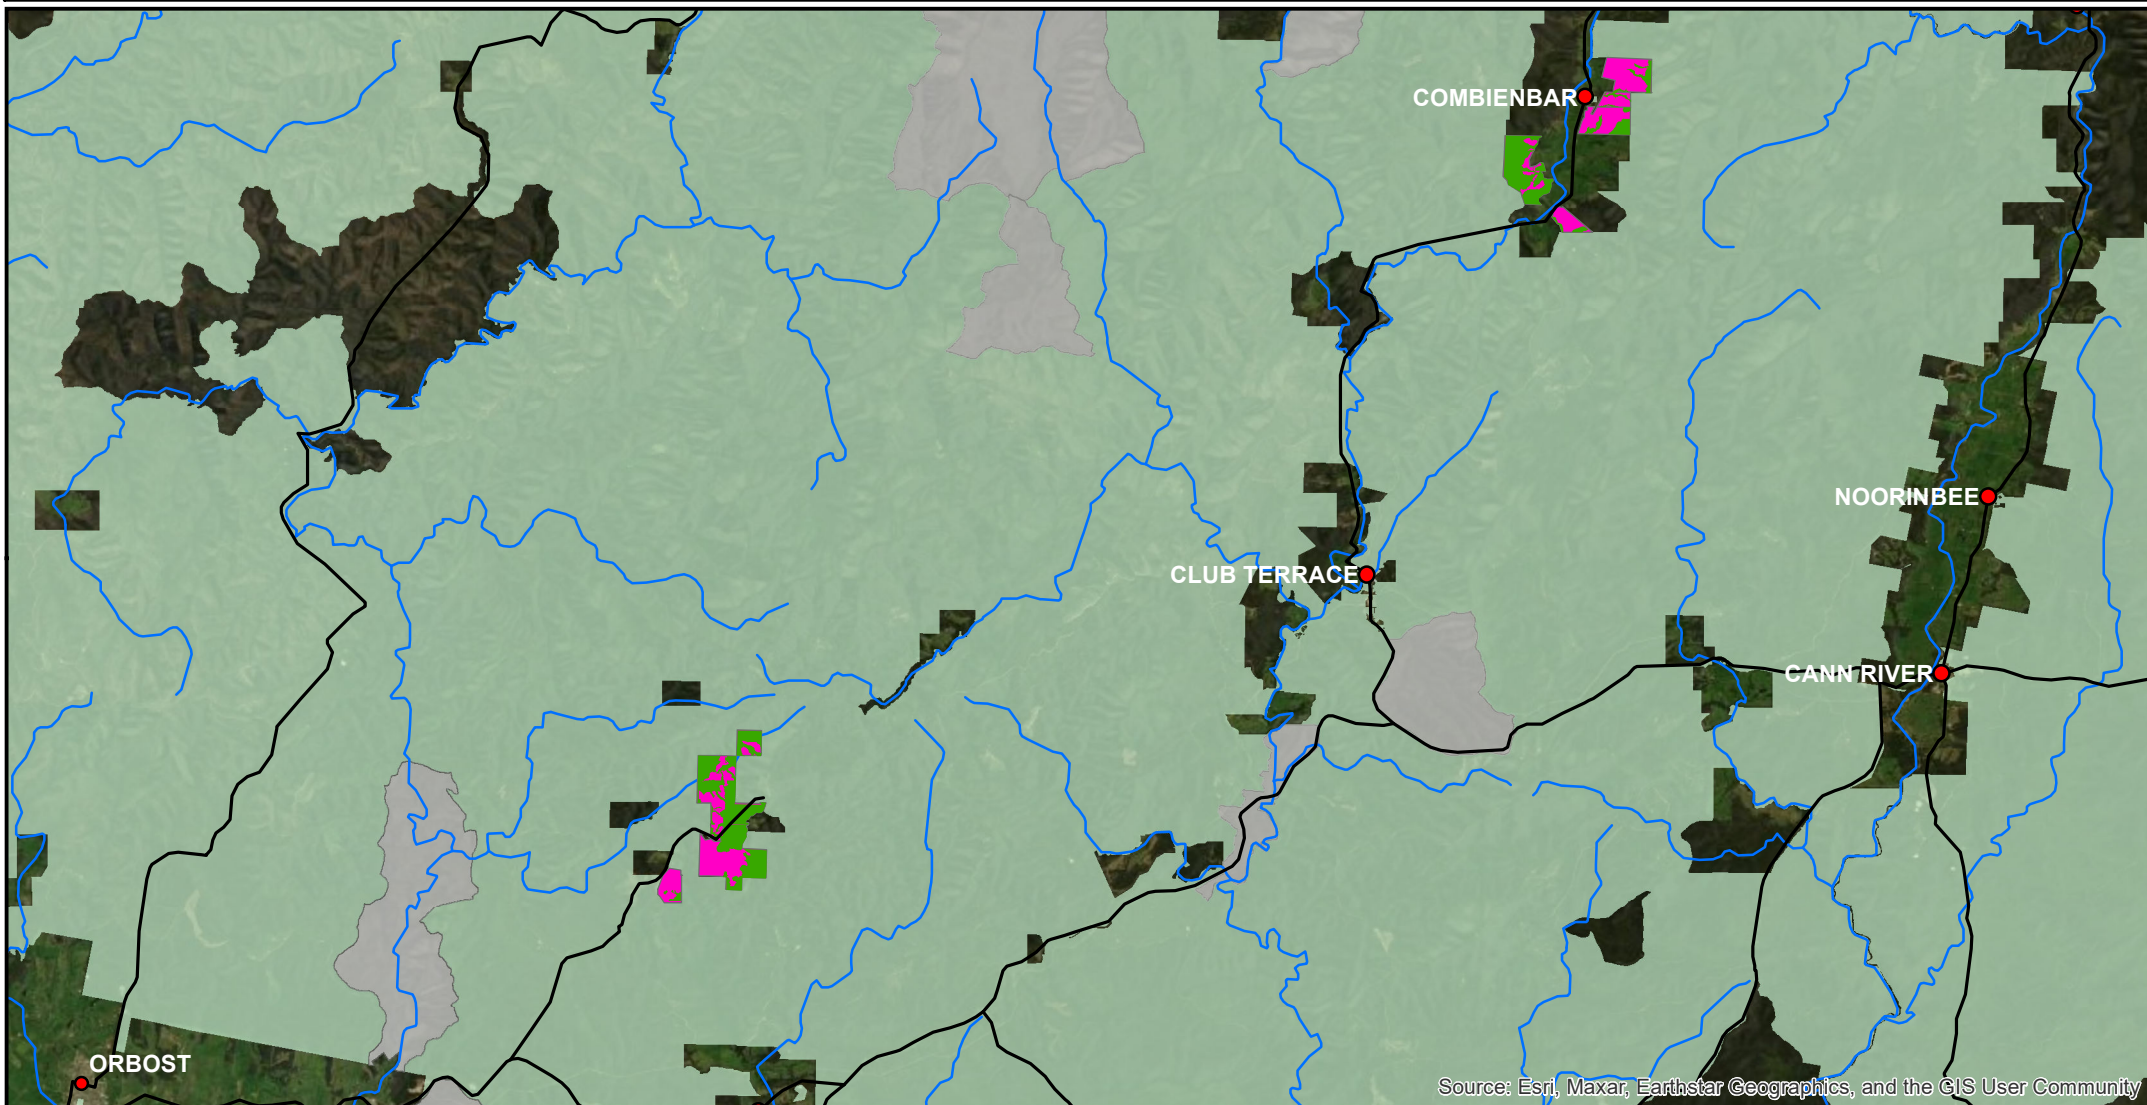 COMBIENBAR
NOORINBEE
CLUB TERRACE
CANN RIVER
ORBOST
Source: Esri, Maxar, Earthstar Geographics, and the GIS User Community